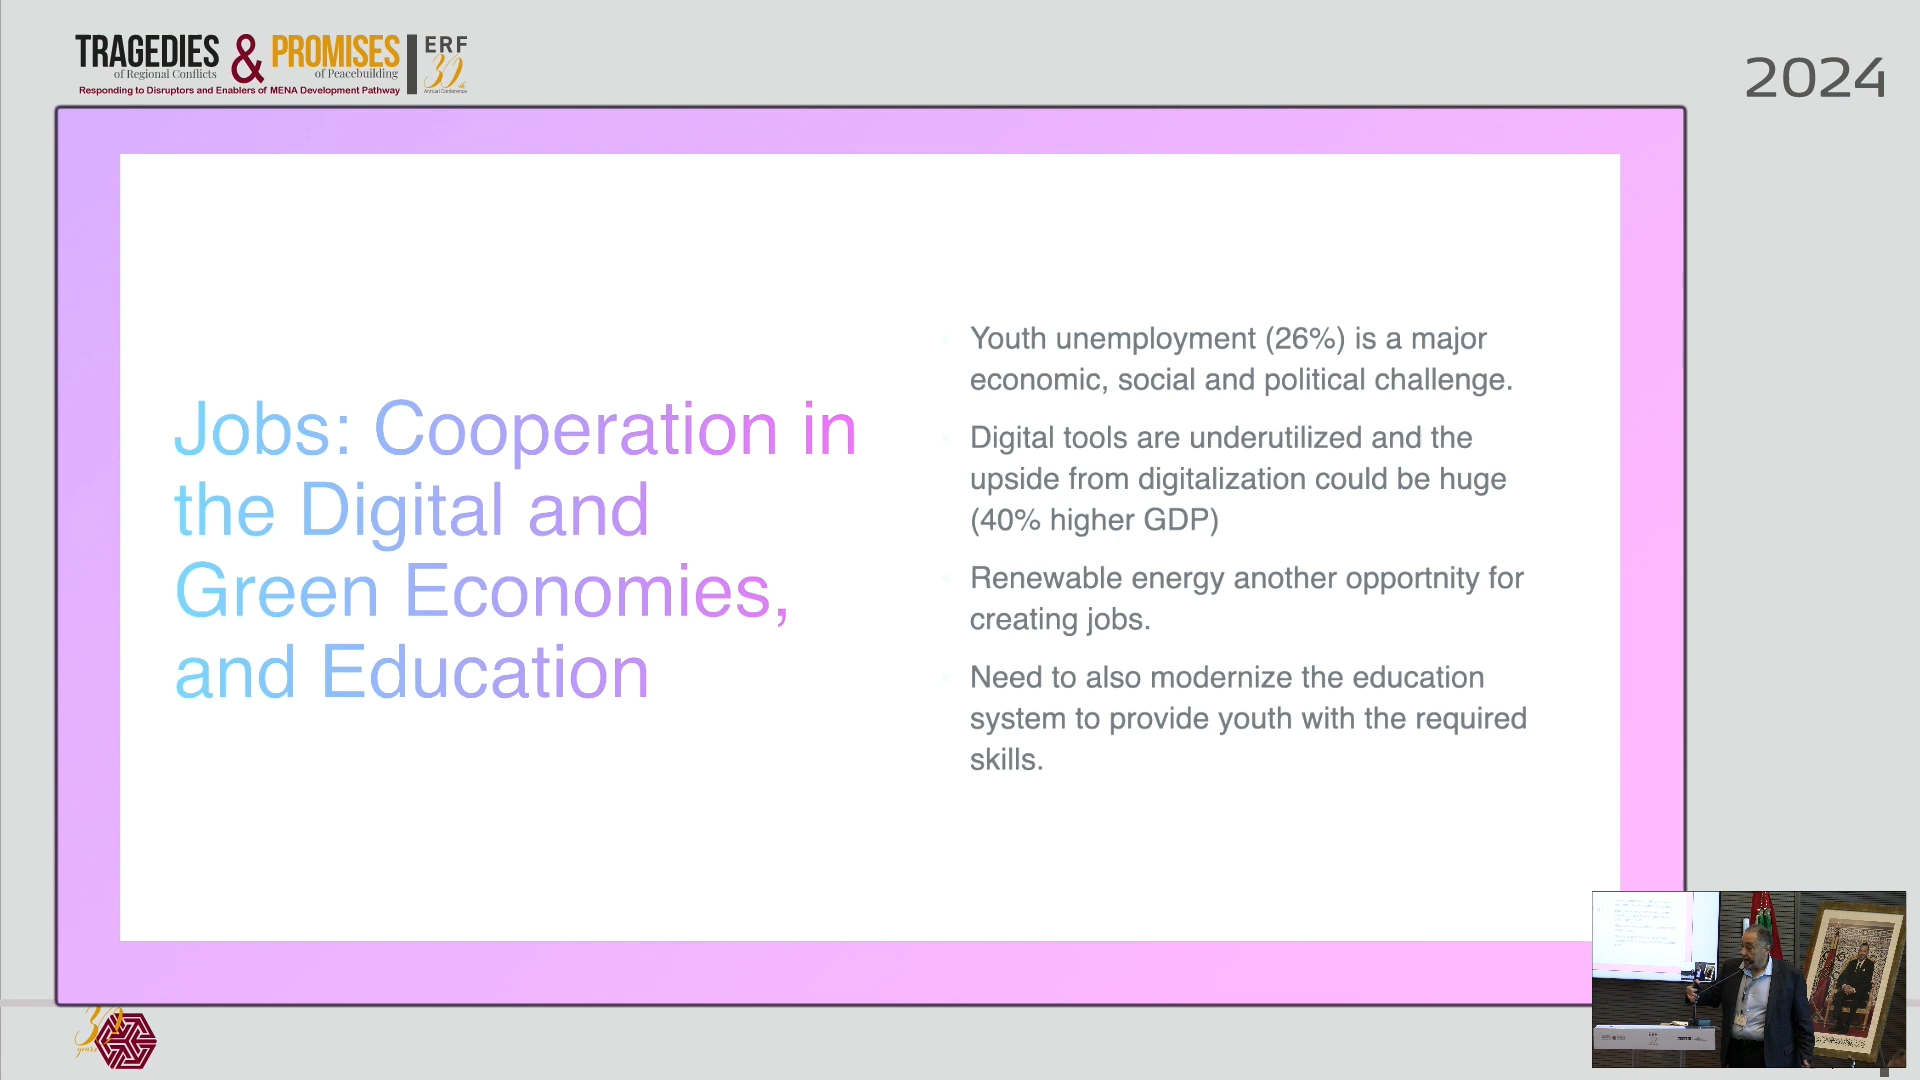 TRAGEDIES & PROMISES
of Regional Conflicts
of Peacebuilding
Responding to Disruptors and Enablers of MENA Development Pathway
ERF
30th
Annual Conference
2024
Jobs: Cooperation in
the Digital and
Green Economies,
and Education
Youth unemployment (26%) is a major
economic, social and political challenge.
Digital tools are underutilized and the
upside from digitalization could be huge
(40% higher GDP)
Renewable energy another opportnity for
creating jobs.
Need to also modernize the education
system to provide youth with the required
skills.
30
years